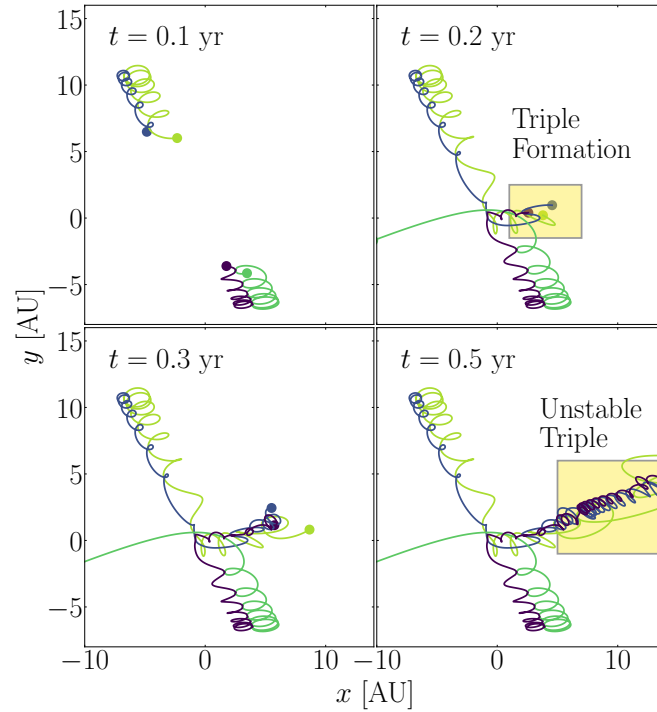 t = 0.1 yr
t = 0.2 yr
Triple
Formation
15
10
5
0
−5
y [AU]
t = 0.3 yr
t = 0.5 yr
Unstable
Triple
15
10
5
0
−5
−10
0
10
−10
0
10
x [AU]